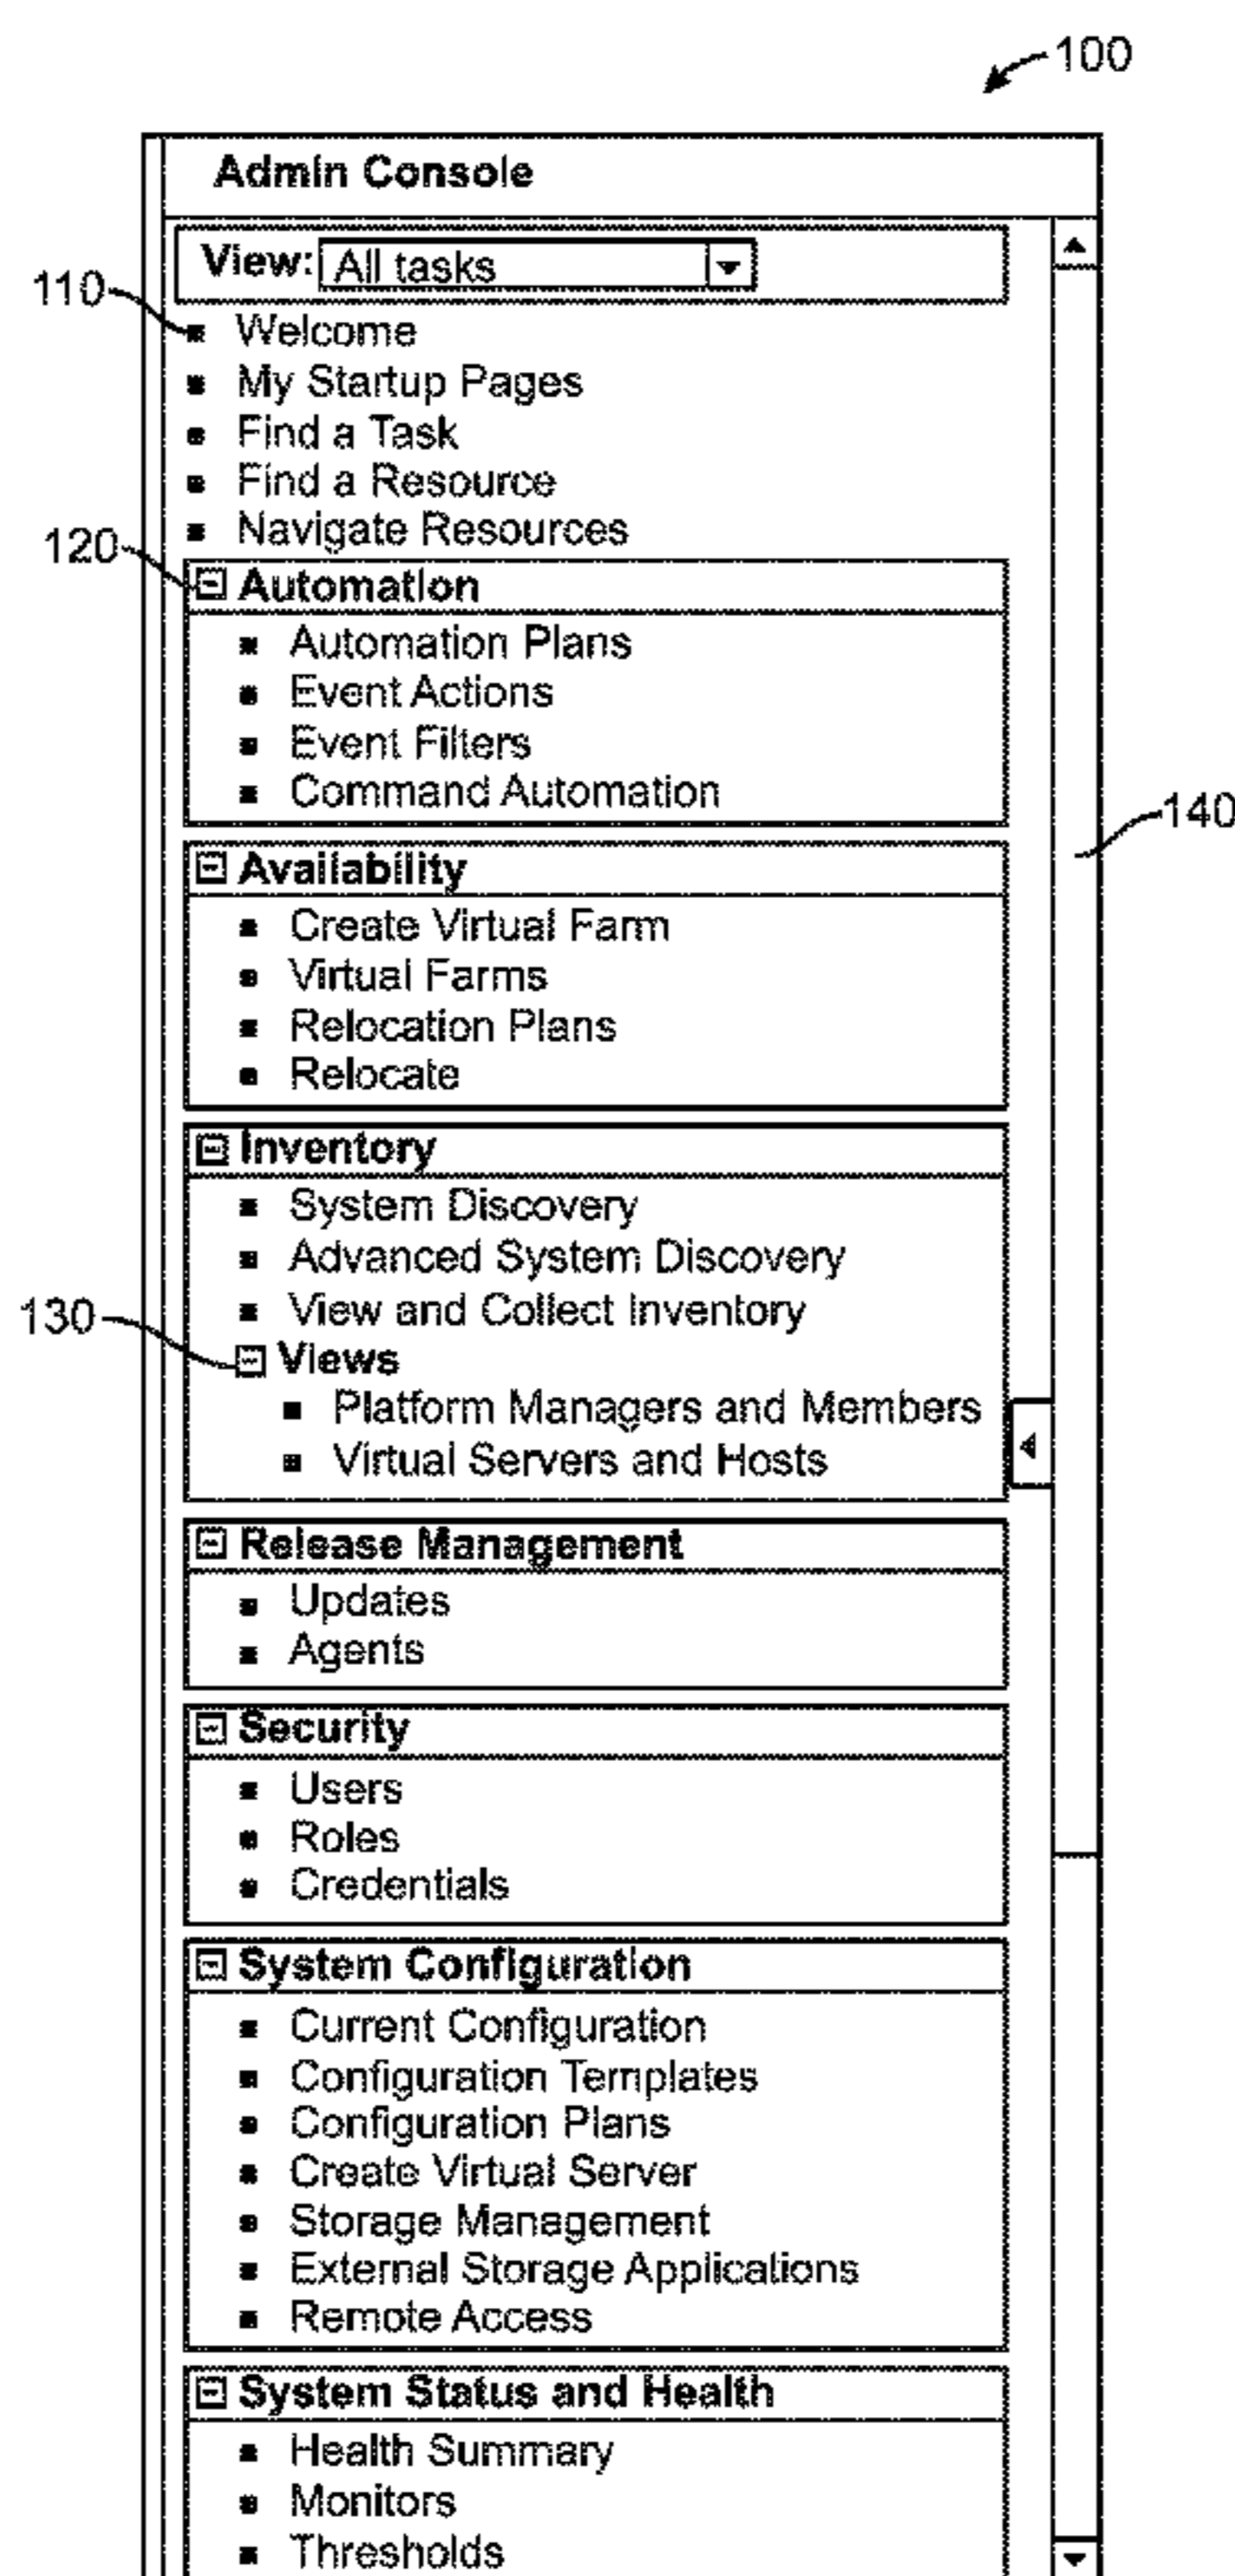 100
Admin Console
View: All tasks
110
Welcome
My Startup Pages
Find a Task
Find a Resource
Navigate Resources
120
Automation
Automation Plans
Event Actions
Event Filters
Command Automation
140
Availability
Create Virtual Farm
Virtual Farms
Relocation Plans
Relocate
Inventory
System Discovery
Advanced System Discovery
View and Collect Inventory
130
Views
Platform Managers and Members
Virtual Servers and Hosts
Release Management
Updates
Agents
Security
Users
Roles
Credentials
System Configuration
Current Configuration
Configuration Templates
Configuration Plans
Create Virtual Server
Storage Management
External Storage Applications
Remote Access
System Status and Health
Health Summary
Monitors
Thresholds